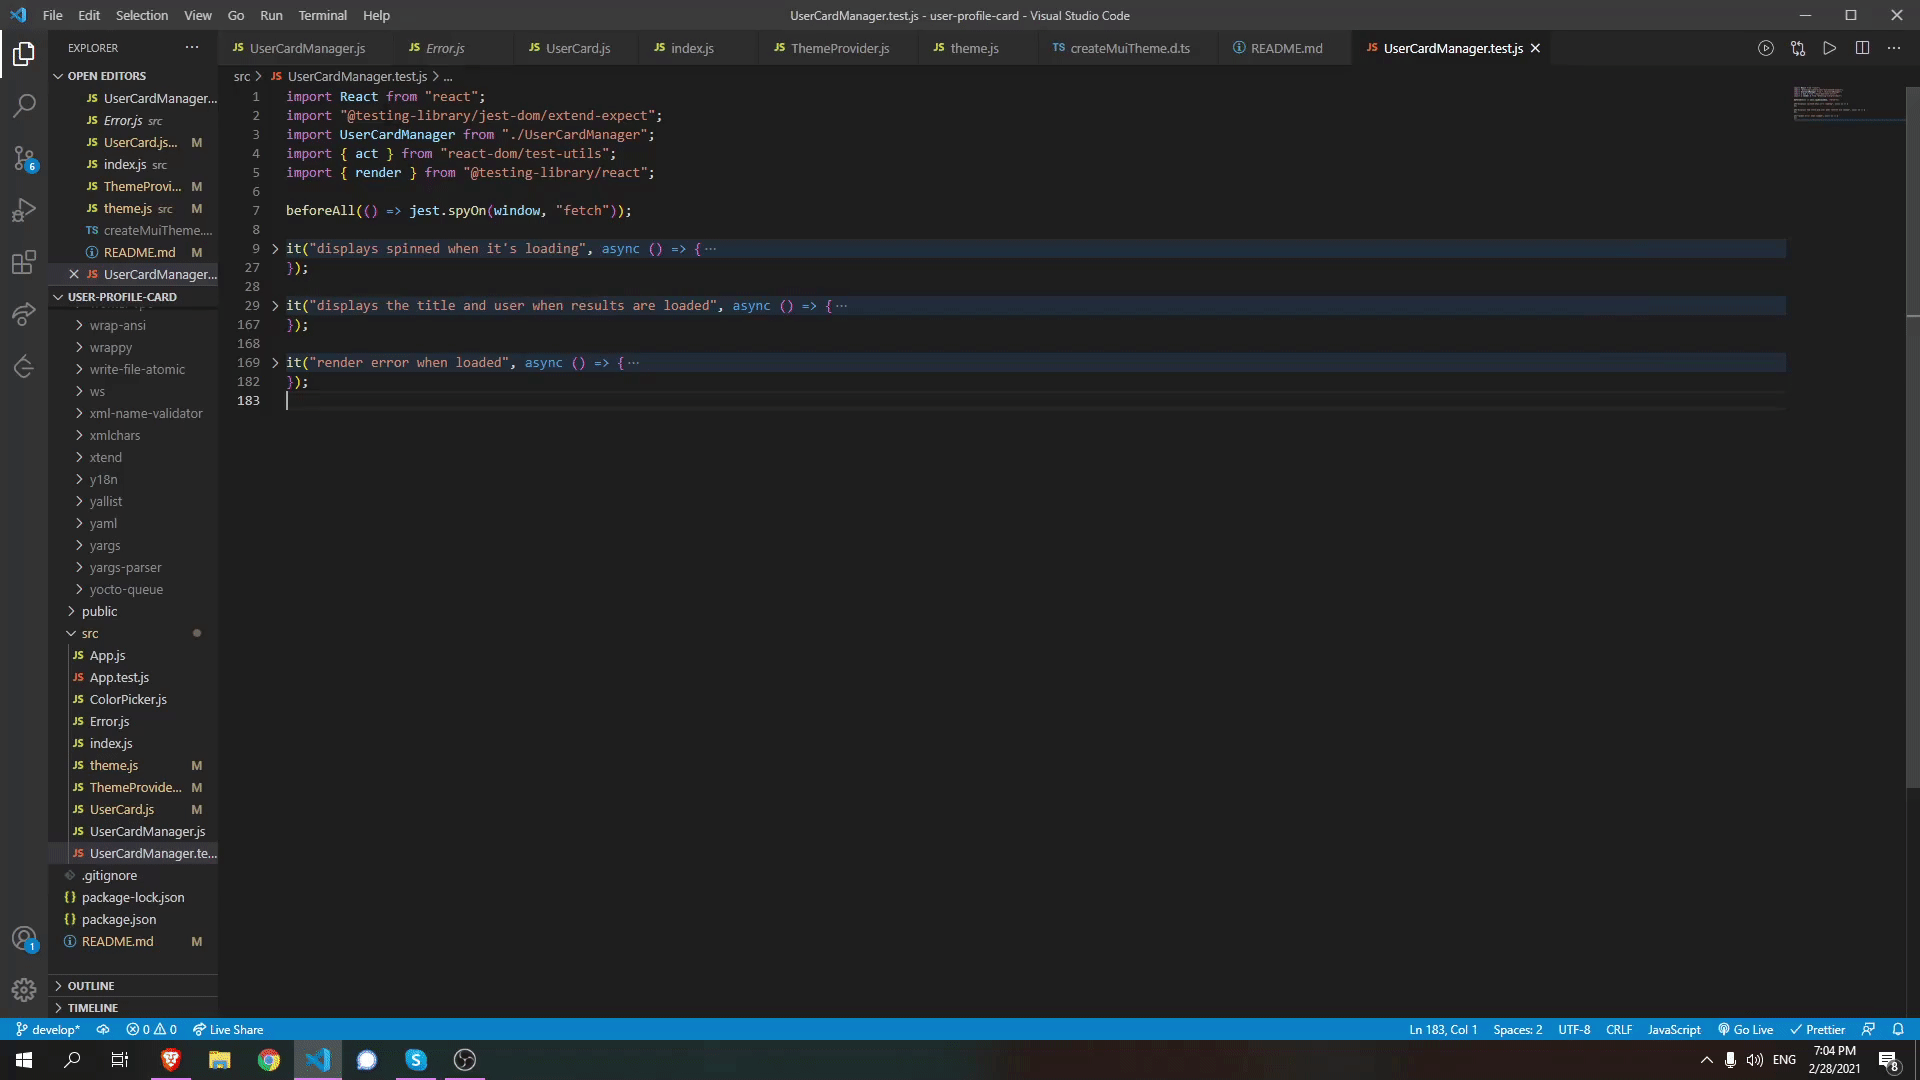 File Edit Selection View Go Run Terminal Help
UserCardManager.test.js - user-profile-card - Visual Studio Code
EXPLORER
UserCardManager.js Error.js UserCard.js index.js ThemeProvider.js theme.js createMuiTheme.d.ts README.md UserCardManager.test.js
OPEN EDITORS
JS UserCardManager...
JS Error.js src
JS UserCard.js... M
JS index.js src
JS ThemeProvi... M
JS theme.js src M
TS createMuiTheme....
README.md M
JS UserCardManager...
USER-PROFILE-CARD
wrap-ansi
wrappy
write-file-atomic
ws
xml-name-validator
xmlchars
xtend
y18n
yallist
yaml
yargs
yargs-parser
yocto-queue
public
src
JS App.js
JS App.test.js
JS ColorPicker.js
JS Error.js
JS index.js
JS theme.js M
JS ThemeProvide... M
JS UserCard.js M
JS UserCardManager.js
JS UserCardManager.te...
.gitignore
{} package-lock.json
{} package.json
README.md M
OUTLINE
TIMELINE
src > JS UserCardManager.test.js > ...
1 import React from "react";
2 import "@testing-library/jest-dom/extend-expect";
3 import UserCardManager from "./UserCardManager";
4 import { act } from "react-dom/test-utils";
5 import { render } from "@testing-library/react";
6
7 beforeAll(() => jest.spyOn(window, "fetch"));
8
9 it("displays spinned when it's loading", async () => { ...
27 });
28
29 it("displays the title and user when results are loaded", async () => { ...
167 });
168
169 it("render error when loaded", async () => { ...
182 });
183
6
1
develop* 0 0 Live Share
Ln 183, Col 1 Spaces: 2 UTF-8 CRLF JavaScript Go Live Prettier
ENG
7:04 PM
2/28/2021
8